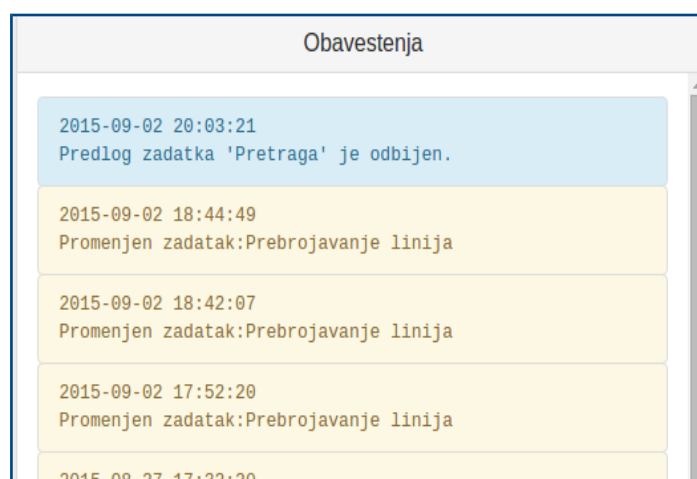 Obavestenja
2015-09-02 20:03:21
Predlog zadatka 'Pretraga' je odbijen.
2015-09-02 18:44:49
Promenjen zadatak:Prebrojavanje linija
2015-09-02 18:42:07
Promenjen zadatak:Prebrojavanje linija
2015-09-02 17:52:20
Promenjen zadatak:Prebrojavanje linija